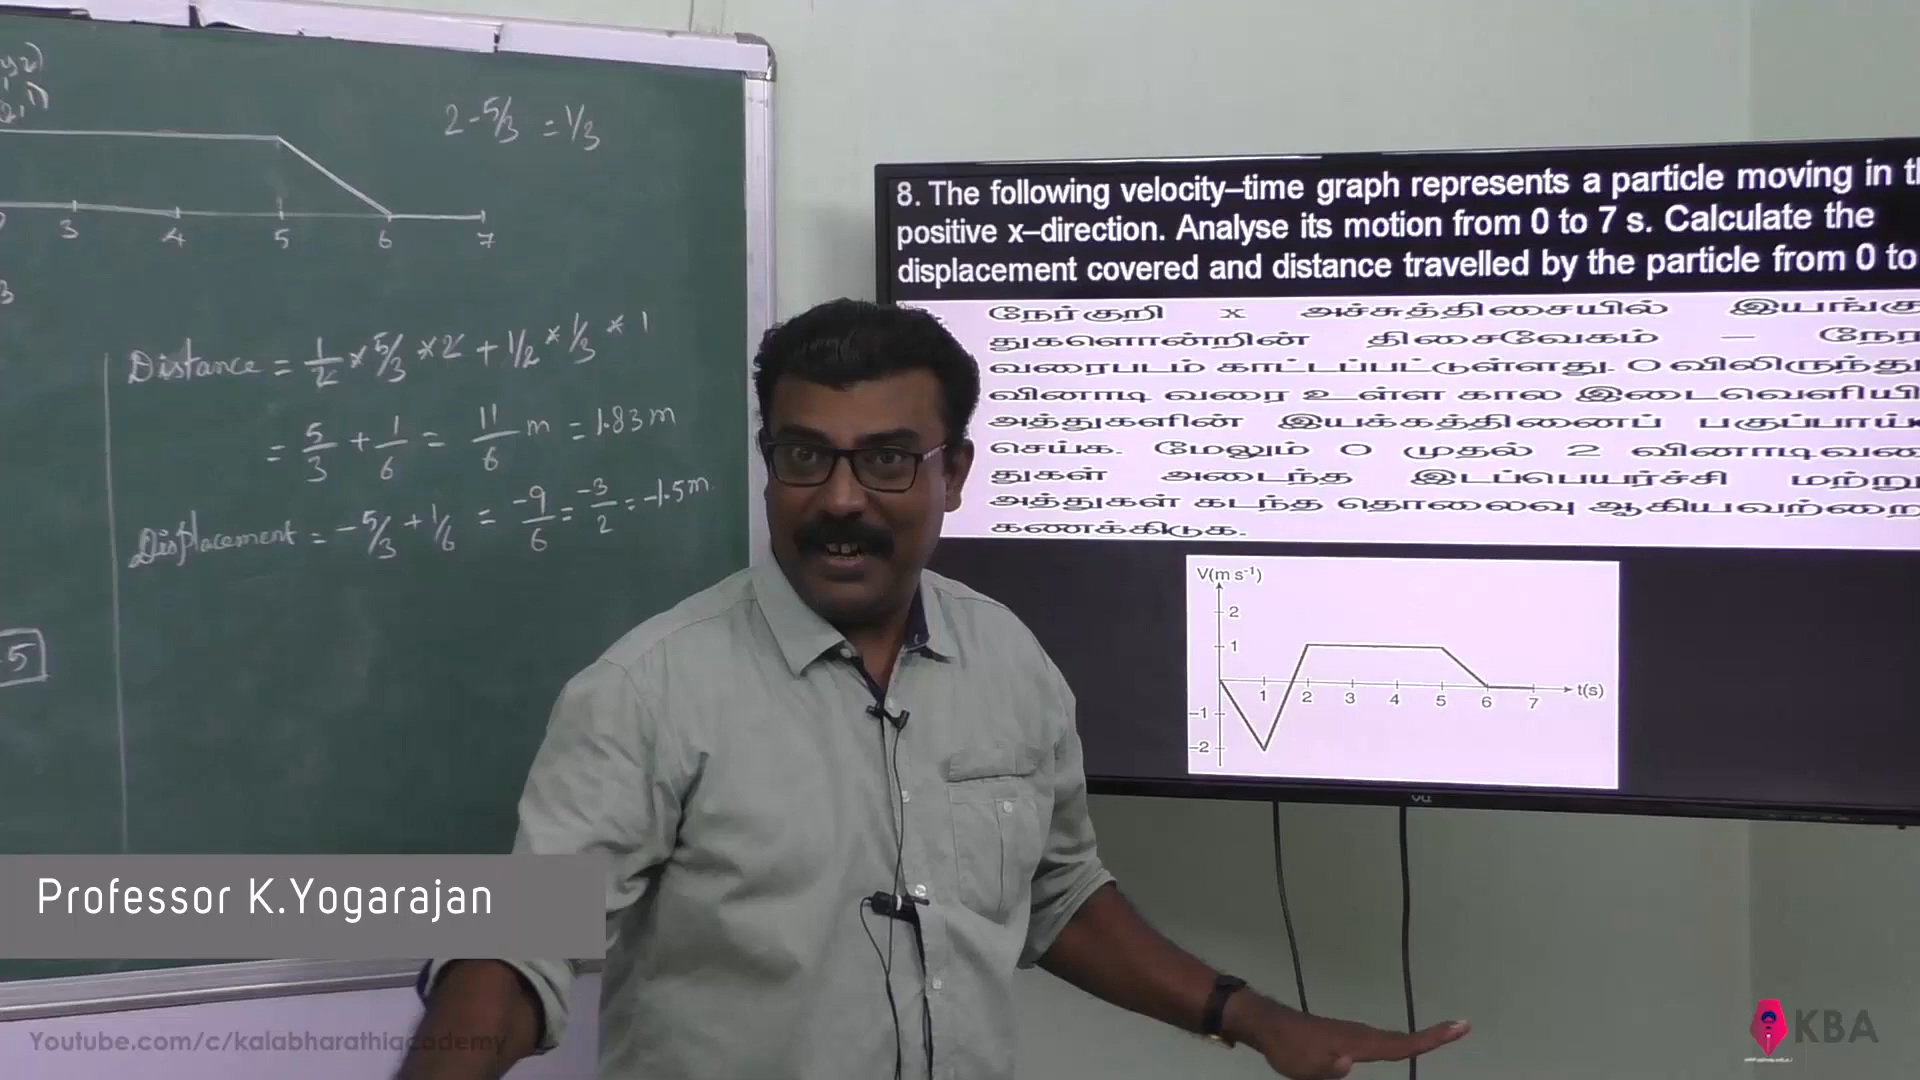 2 - 5/3 = 1/3
3 4 5 6 7
Distance = 1/2 * 5/3 * 2 + 1/2 * 1/3 * 1
= 5/3 + 1/6 = 11/6 m = 1.83 m
Displacement = -5/3 + 1/6 = -9/6 = -3/2 = -1.5 m.
5
8. The following velocity–time graph represents a particle moving in
positive x–direction. Analyse its motion from 0 to 7 s. Calculate the
displacement covered and distance travelled by the particle from 0 to
நேர்குறி x அச்சுத்திசையில்
துகளொன்றின் திசைவேகம் —
வரைபடம் காட்டப்பட்டுள்ளது. 0 விலிருந்து
வினாடி வரை உள்ள கால
அத்துகளின் இயக்கத்தினைப்
செய்க. மேலும் 0 முதல் 2
துகள் அடைந்த இடப்பெயர்ச்சி
அத்துகள் கடந்த தொலைவு ஆகியவற்றை
கணக்கிடுக.
V(m s⁻¹)
2
1
1 2 3 4 5 6 7 t(s)
–1
–2
Professor K.Yogarajan
Youtube.com/c/kalabharathiacademy
KBA